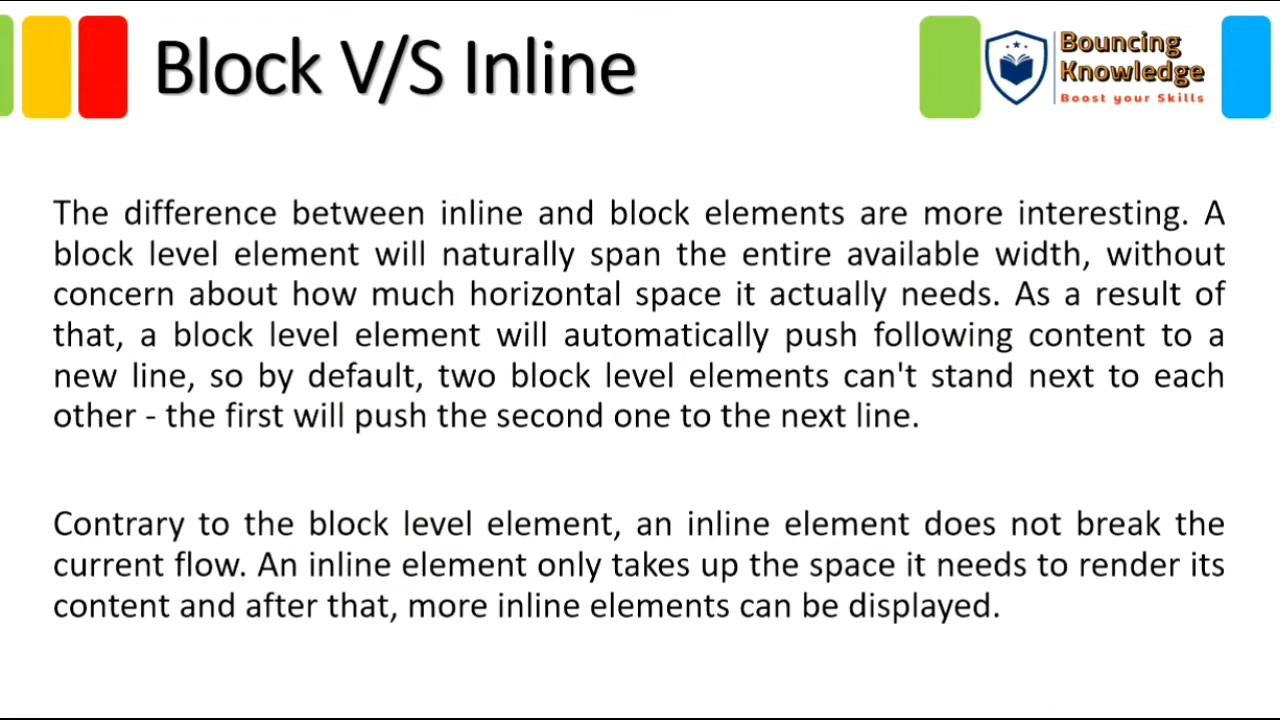 Block V/S Inline
Bouncing
Knowledge
Boost your Skills
The difference between inline and block elements are more interesting. A
block level element will naturally span the entire available width, without
concern about how much horizontal space it actually needs. As a result of
that, a block level element will automatically push following content to a
new line, so by default, two block level elements can't stand next to each
other - the first will push the second one to the next line.
Contrary to the block level element, an inline element does not break the
current flow. An inline element only takes up the space it needs to render its
content and after that, more inline elements can be displayed.